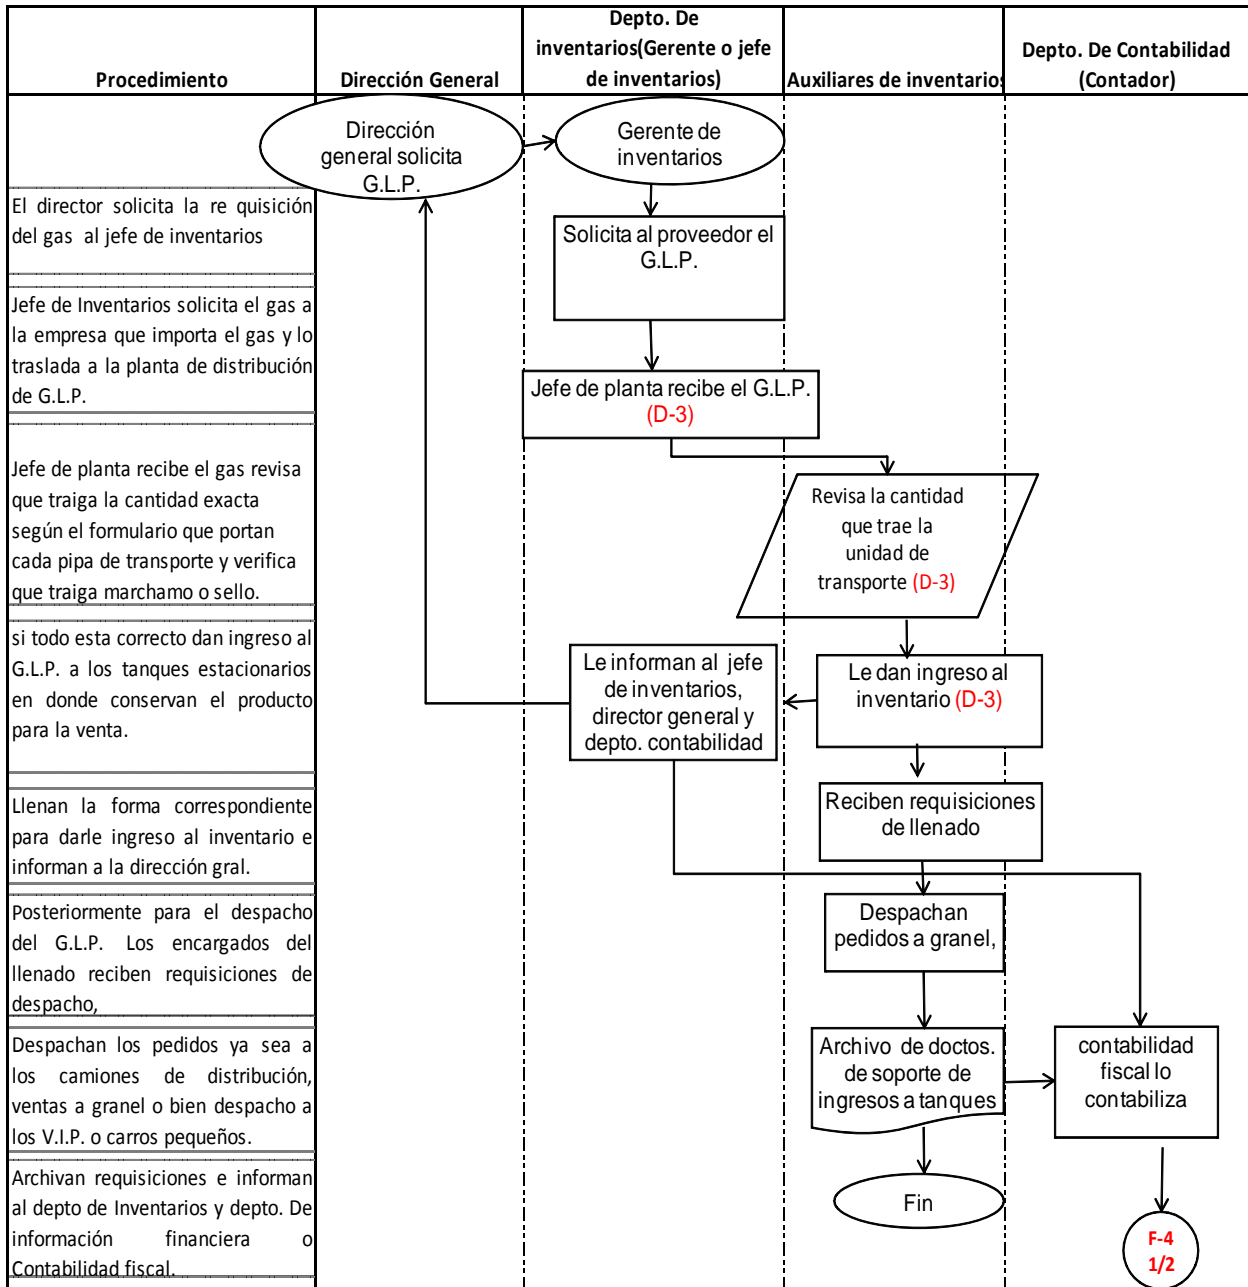 Procedimiento
Dirección General
Depto. De
inventarios(Gerente o jefe
de inventarios)
Auxiliares de inventarios
Depto. De Contabilidad
(Contador)
Dirección
general solicita
G.L.P.
Gerente de
inventarios
El director solicita la re quisición
del gas al jefe de inventarios
Solicita al proveedor el
G.L.P.
Jefe de Inventarios solicita el gas a
la empresa que importa el gas y lo
traslada a la planta de distribución
de G.L.P.
Jefe de planta recibe el G.L.P.
(D-3)
Jefe de planta recibe el gas revisa
que traiga la cantidad exacta
según el formulario que portan
cada pipa de transporte y verifica
que traiga marchamo o sello.
Revisa la cantidad
que trae la
unidad de
transporte (D-3)
si todo esta correcto dan ingreso al
G.L.P. a los tanques estacionarios
en donde conservan el producto
para la venta.
Le informan al jefe
de inventarios,
director general y
depto. contabilidad
Le dan ingreso al
inventario (D-3)
Llenan la forma correspondiente
para darle ingreso al inventario e
informan a la dirección gral.
Reciben requisiciones
de llenado
Posteriormente para el despacho
del G.L.P. Los encargados del
llenado reciben requisiciones de
despacho,
Despachan
pedidos a granel,
Despachan los pedidos ya sea a
los camiones de distribución,
ventas a granel o bien despacho a
los V.I.P. o carros pequeños.
Archivo de doctos.
de soporte de
ingresos a tanques
contabilidad
fiscal lo
contabiliza
Archivan requisiciones e informan
al depto de Inventarios y depto. De
información financiera o
Contabilidad fiscal.
Fin
F-4
1/2